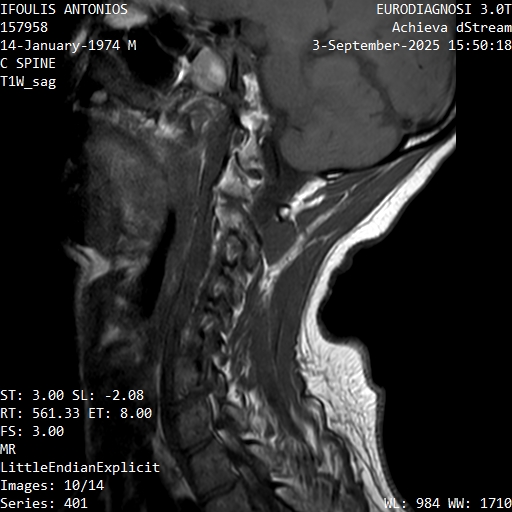 IFOULIS ANTONIOS
157958
14-January-1974 M
C SPINE
T1W_sag
EURODIAGNOSI 3.0T
Achieva dStream
3-September-2025 15:50:18
ST: 3.00 SL: -2.08
RT: 561.33 ET: 8.00
FS: 3.00
MR
LittleEndianExplicit
Images: 10/14
Series: 401
WL: 984 WW: 1710